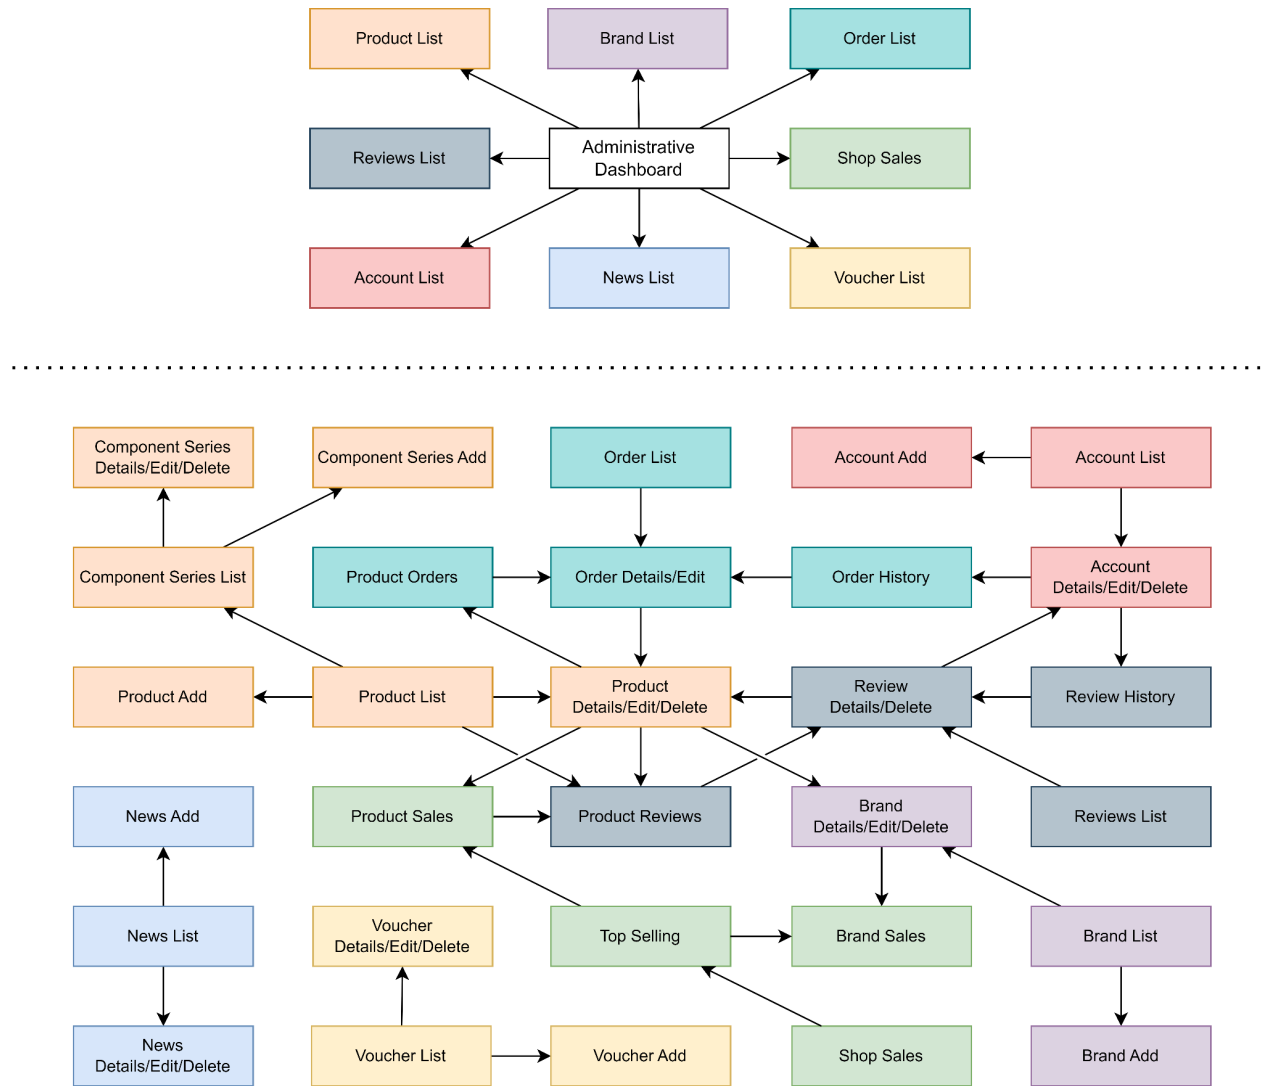 Product List
Brand List
Order List
Reviews List
Administrative
Dashboard
Shop Sales
Account List
News List
Voucher List
Component Series
Details/Edit/Delete
Component Series Add
Order List
Account Add
Account List
Component Series List
Product Orders
Order Details/Edit
Order History
Account
Details/Edit/Delete
Product Add
Product List
Product
Details/Edit/Delete
Review
Details/Delete
Review History
News Add
Product Sales
Product Reviews
Brand
Details/Edit/Delete
Reviews List
News List
Voucher
Details/Edit/Delete
Top Selling
Brand Sales
Brand List
News
Details/Edit/Delete
Voucher List
Voucher Add
Shop Sales
Brand Add